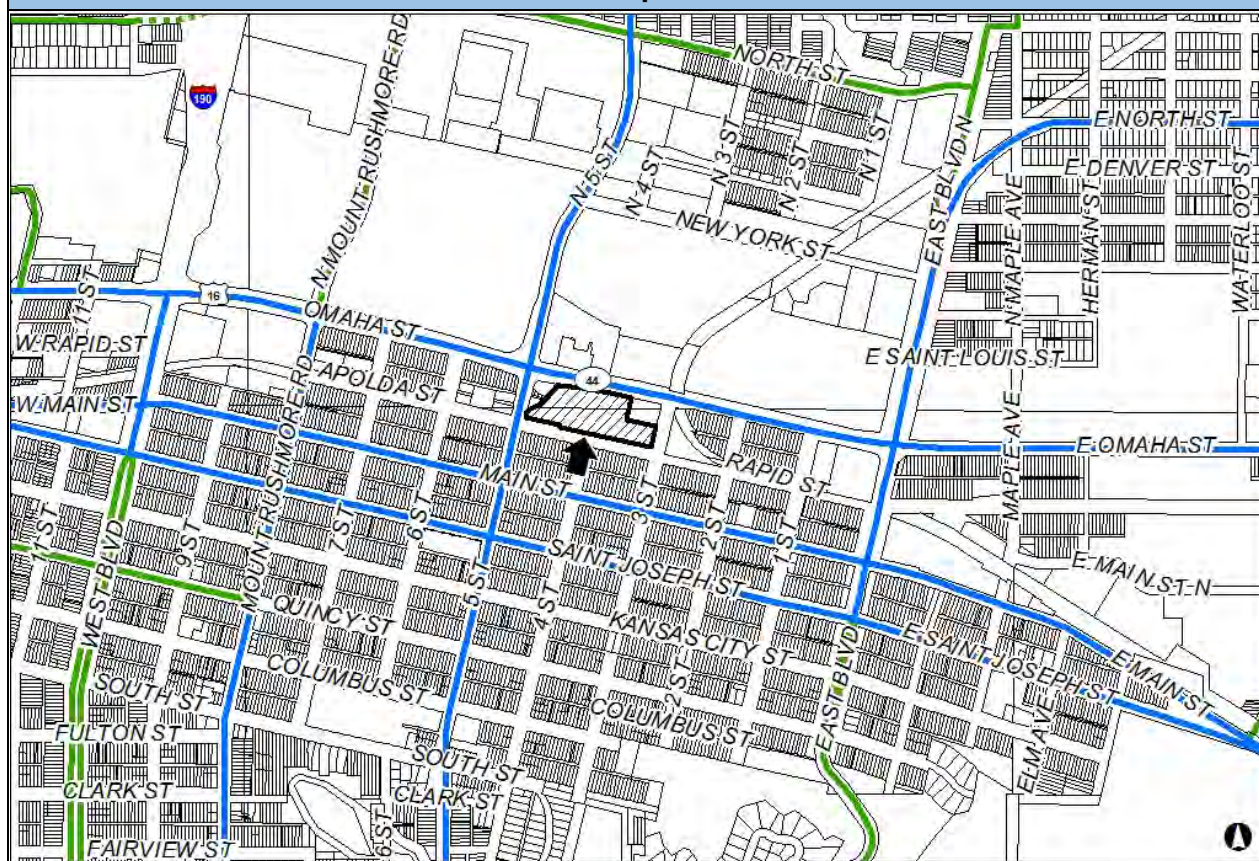 NORTH ST
190
N MOUNT RUSHMORE RD
N 5 ST
N 4 ST
N 3 ST
N 2 ST
N 1 ST
EAST BLVD N
E NORTH ST
E DENVER ST
N MAPLE AVE
HERMAN ST
WATERLOO ST
NEW YORK ST
11 ST
16
OMAHA ST
W RAPID ST
APOLDA ST
44
E SAINT LOUIS ST
W MAIN ST
MOUNT RUSHMORE RD
E OMAHA ST
MAPLE AVE
RAPID ST
MAIN ST
11 ST
WEST BLVD
9 ST
7 ST
6 ST
5 ST
4 ST
3 ST
2 ST
1 ST
SAINT JOSEPH ST
E MAIN ST N
QUINCY ST
KANSAS CITY ST
EAST BLVD
E SAINT JOSEPH ST
E MAIN ST
COLUMBUS ST
2 ST
COLUMBUS ST
SOUTH ST
FULTON ST
SOUTH ST
ELM AVE
CLARK ST
CLARK ST
6 ST
FAIRVIEW ST